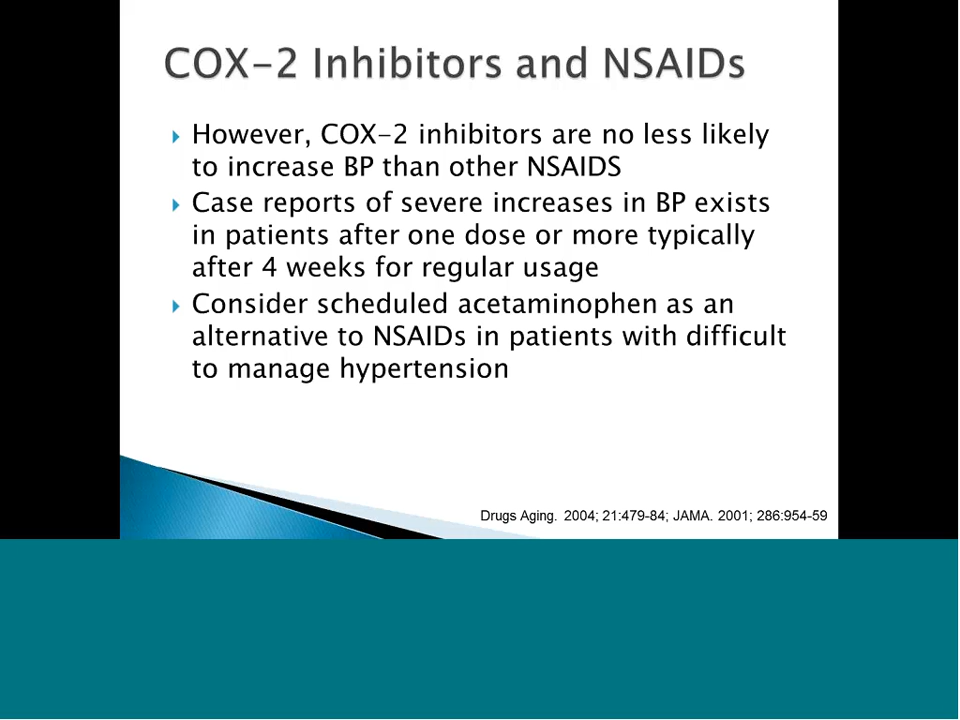 COX-2 Inhibitors and NSAIDs
However, COX-2 inhibitors are no less likely
to increase BP than other NSAIDS
Case reports of severe increases in BP exists
in patients after one dose or more typically
after 4 weeks for regular usage
Consider scheduled acetaminophen as an
alternative to NSAIDs in patients with difficult
to manage hypertension
Drugs Aging. 2004; 21:479-84; JAMA. 2001; 286:954-59